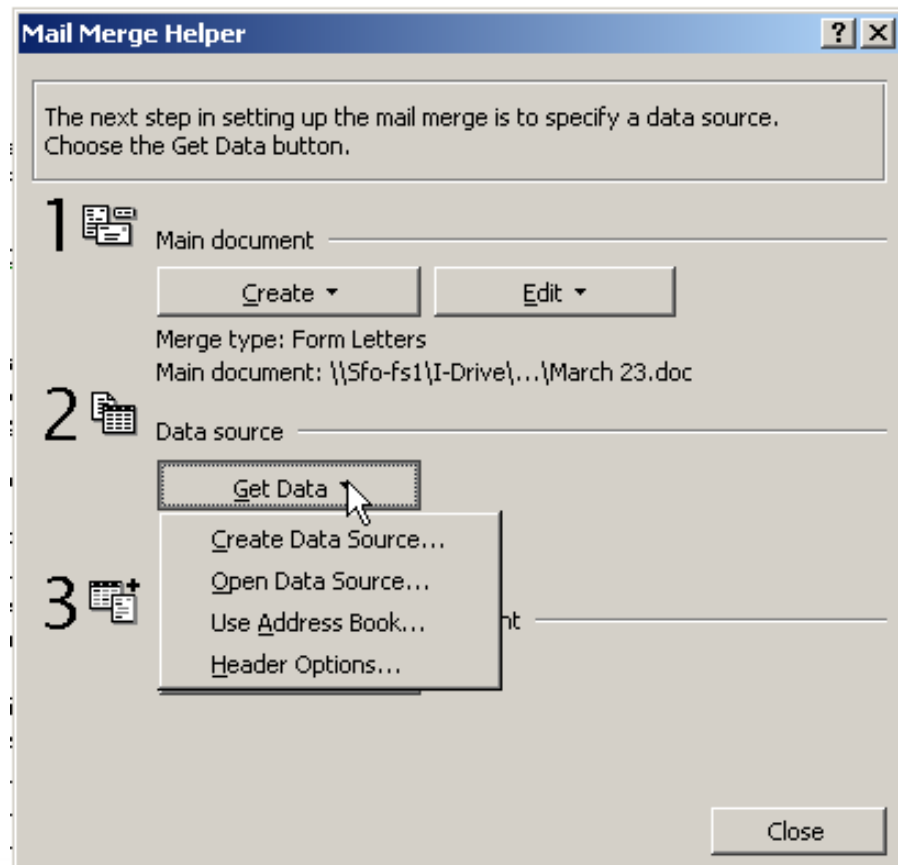 Mail Merge Helper
The next step in setting up the mail merge is to specify a data source.
Choose the Get Data button.
1
Main document
Create
Edit
Merge type: Form Letters
Main document: \\Sfo-fs1\I-Drive\...\March 23.doc
2
Data source
Get Data
Create Data Source...
Open Data Source...
Use Address Book...
Header Options...
3
Close